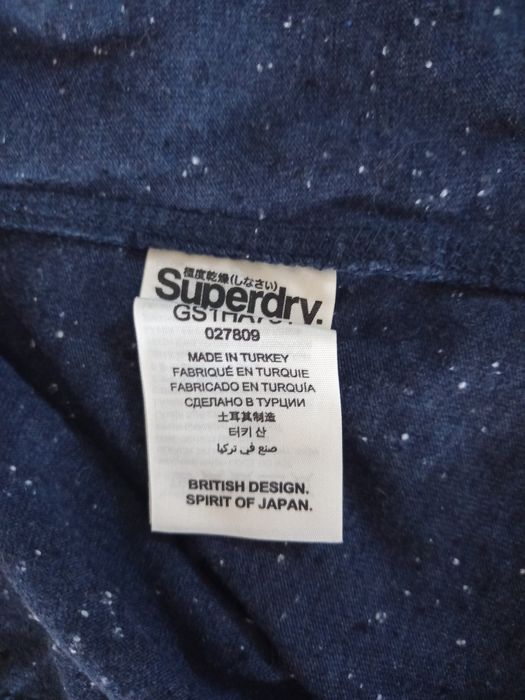 極度乾燥(しなさい)
Superdry.
027809
MADE IN TURKEY
FABRIQUÉ EN TURQUIE
FABRICADO EN TURQUÍA
СДЕЛАНО В ТУРЦИИ
土耳其制造
터키 산
صنع في تركيا
BRITISH DESIGN.
SPIRIT OF JAPAN.